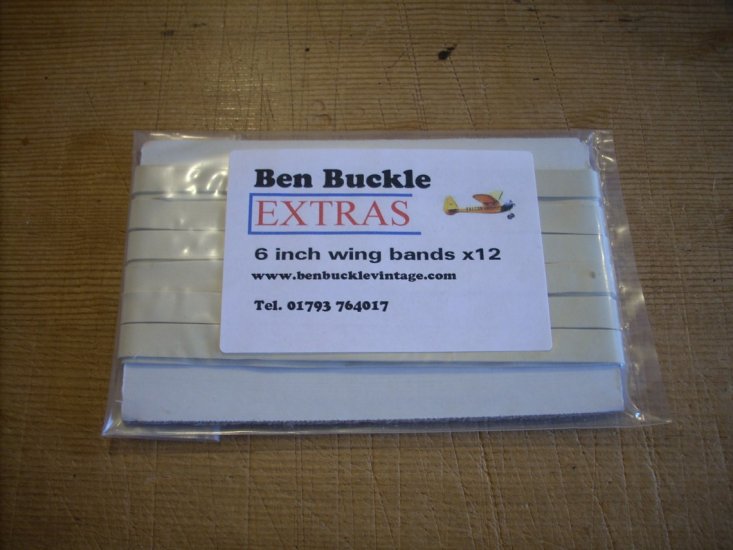 Ben Buckle
EXTRAS
6 inch wing bands x12
www.benbucklevintage.com
Tel. 01793 764017